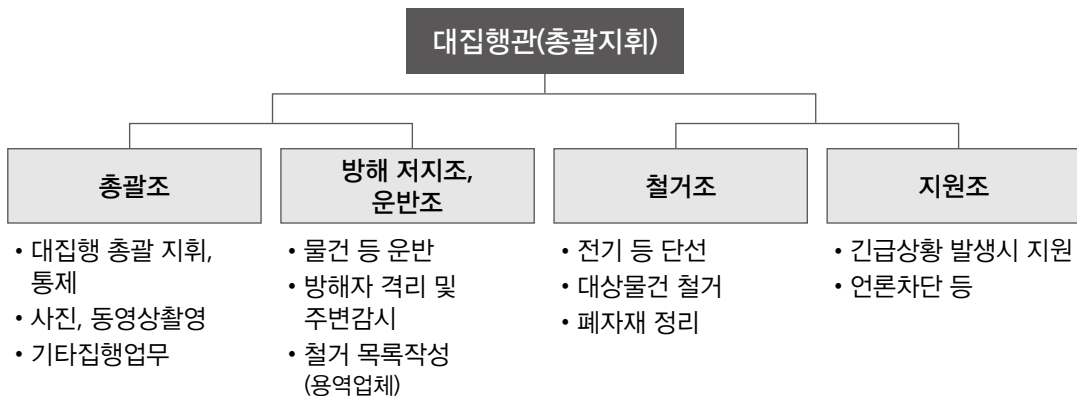 대집행관(총괄지휘)
총괄조
• 대집행 총괄 지휘,
통제
• 사진, 동영상촬영
• 기타집행업무
방해 저지조,
운반조
• 물건 등 운반
• 방해자 격리 및
주변감시
• 철거 목록작성
(용역업체)
철거조
• 전기 등 단선
• 대상물건 철거
• 폐자재 정리
지원조
• 긴급상황 발생시 지원
• 언론차단 등